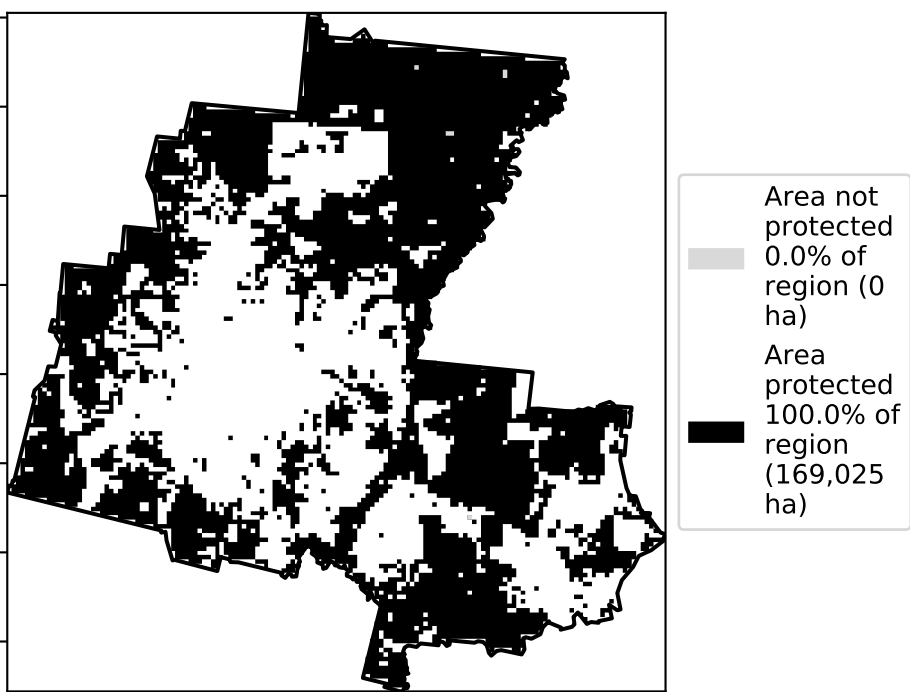 Area not
protected
0.0% of
region (0
ha)
Area
protected
100.0% of
region
(169,025
ha)